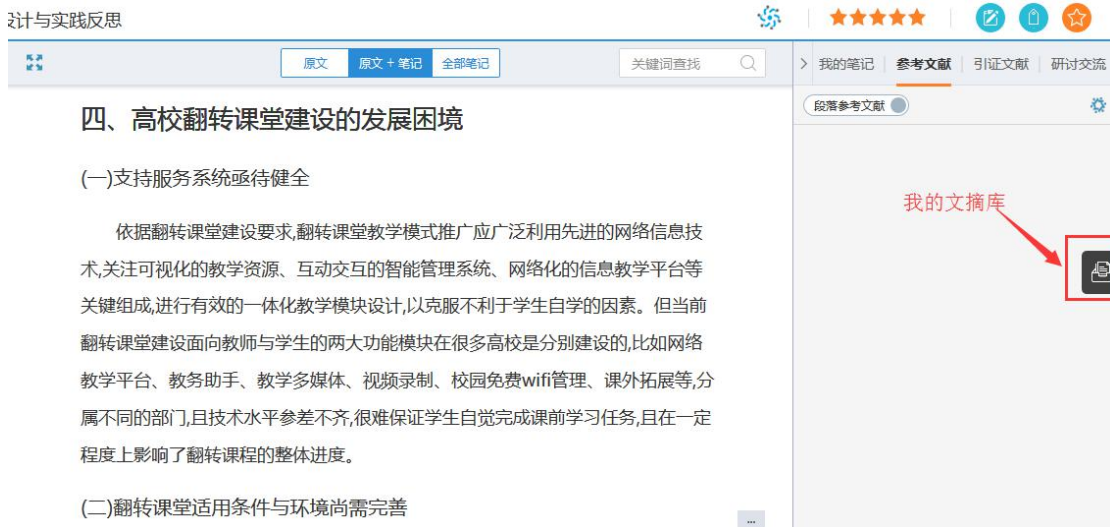 设计与实践反思
原文 原文+笔记 全部笔记 关键词查找
我的笔记 参考文献 引证文献 研讨交流
段落参考文献
四、高校翻转课堂建设的发展困境
(一)支持服务系统亟待健全
我的文摘库
依据翻转课堂建设要求,翻转课堂教学模式推广应广泛利用先进的网络信息技
术,关注可视化的教学资源、互动交互的智能管理系统、网络化的信息教学平台等
关键组成,进行有效的一体化教学模块设计,以克服不利于学生自学的因素。但当前
翻转课堂建设面向教师与学生的两大功能模块在很多高校是分别建设的,比如网络
教学平台、教务助手、教学多媒体、视频录制、校园免费wifi管理、课外拓展等,分
属不同的部门,且技术水平参差不齐,很难保证学生自觉完成课前学习任务,且在一定
程度上影响了翻转课程的整体进度。
(二)翻转课堂适用条件与环境尚需完善
...